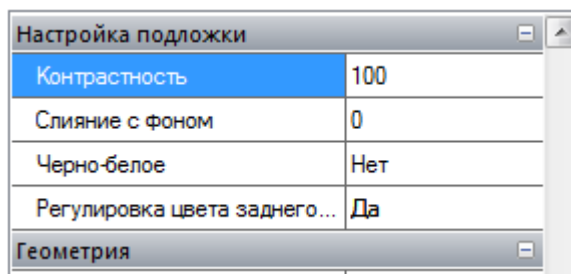 Настройка подложки
Контрастность 100
Слияние с фоном 0
Черно-белое Нет
Регулировка цвета заднего... Да
Геометрия